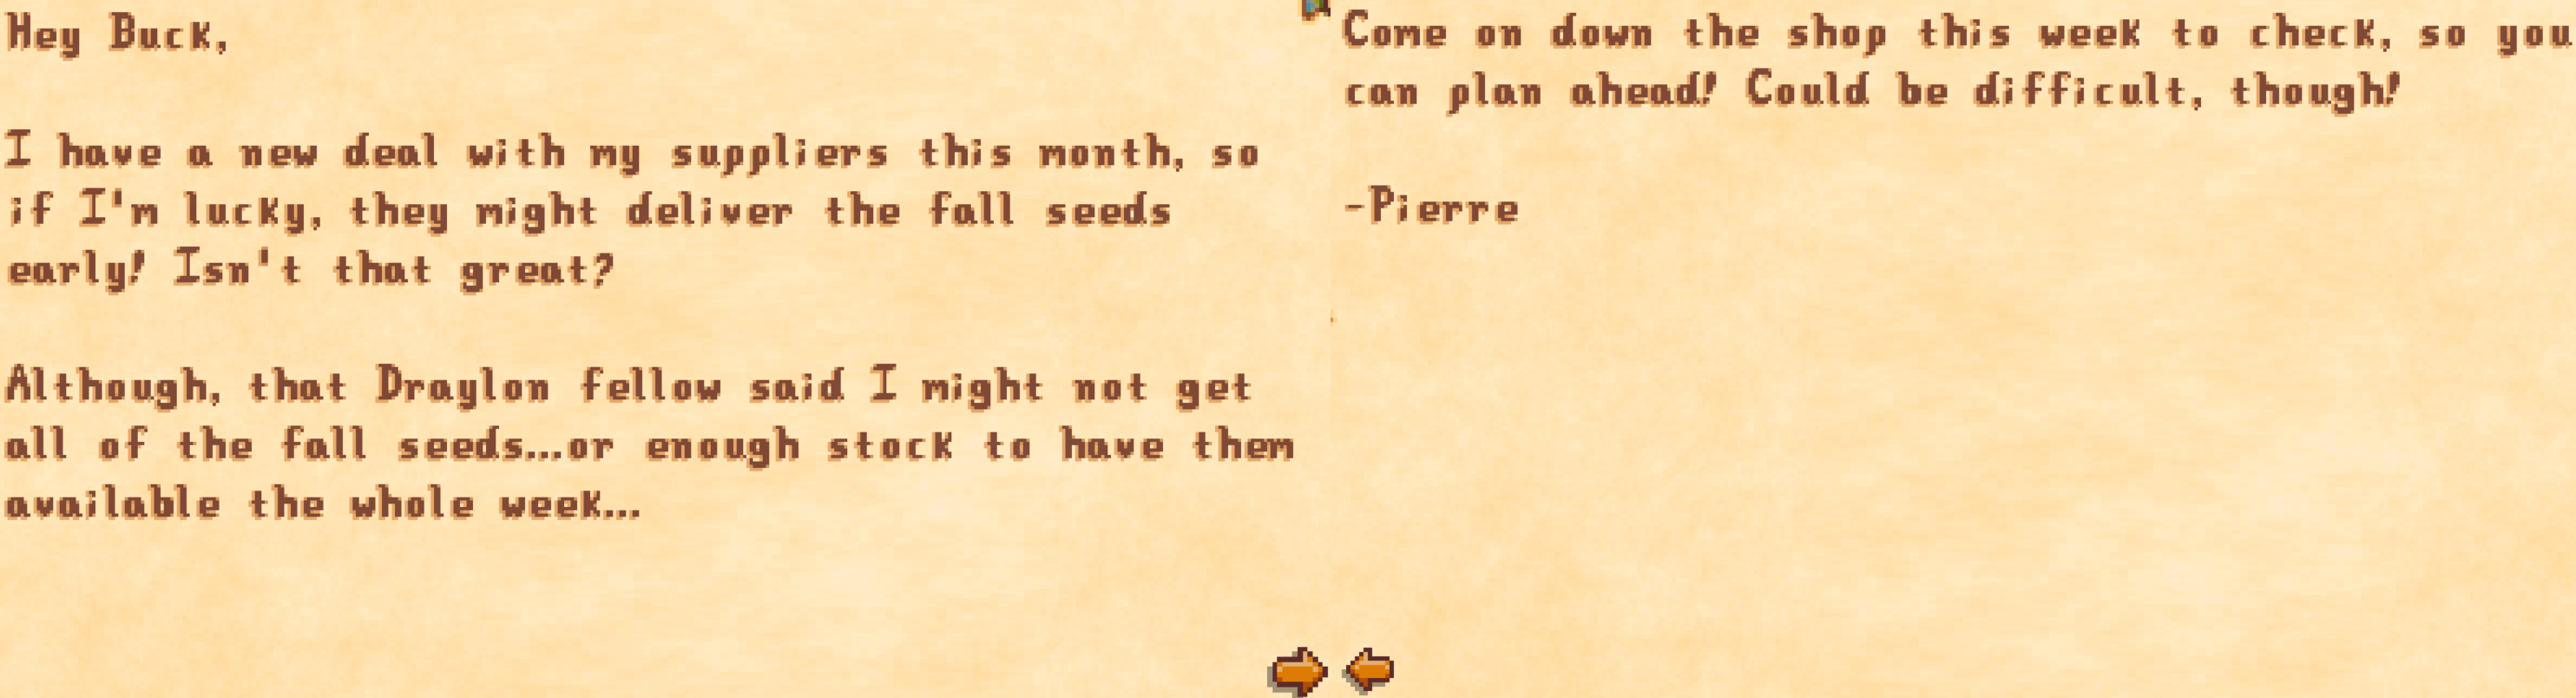 Hey Buck,
I have a new deal with my suppliers this month, so
if I'm lucky, they might deliver the fall seeds
early! Isn't that great?
Although, that Draylon fellow said I might not get
all of the fall seeds...or enough stock to have them
available the whole week...
Come on down the shop this week to check, so you
can plan ahead! Could be difficult, though!
-Pierre